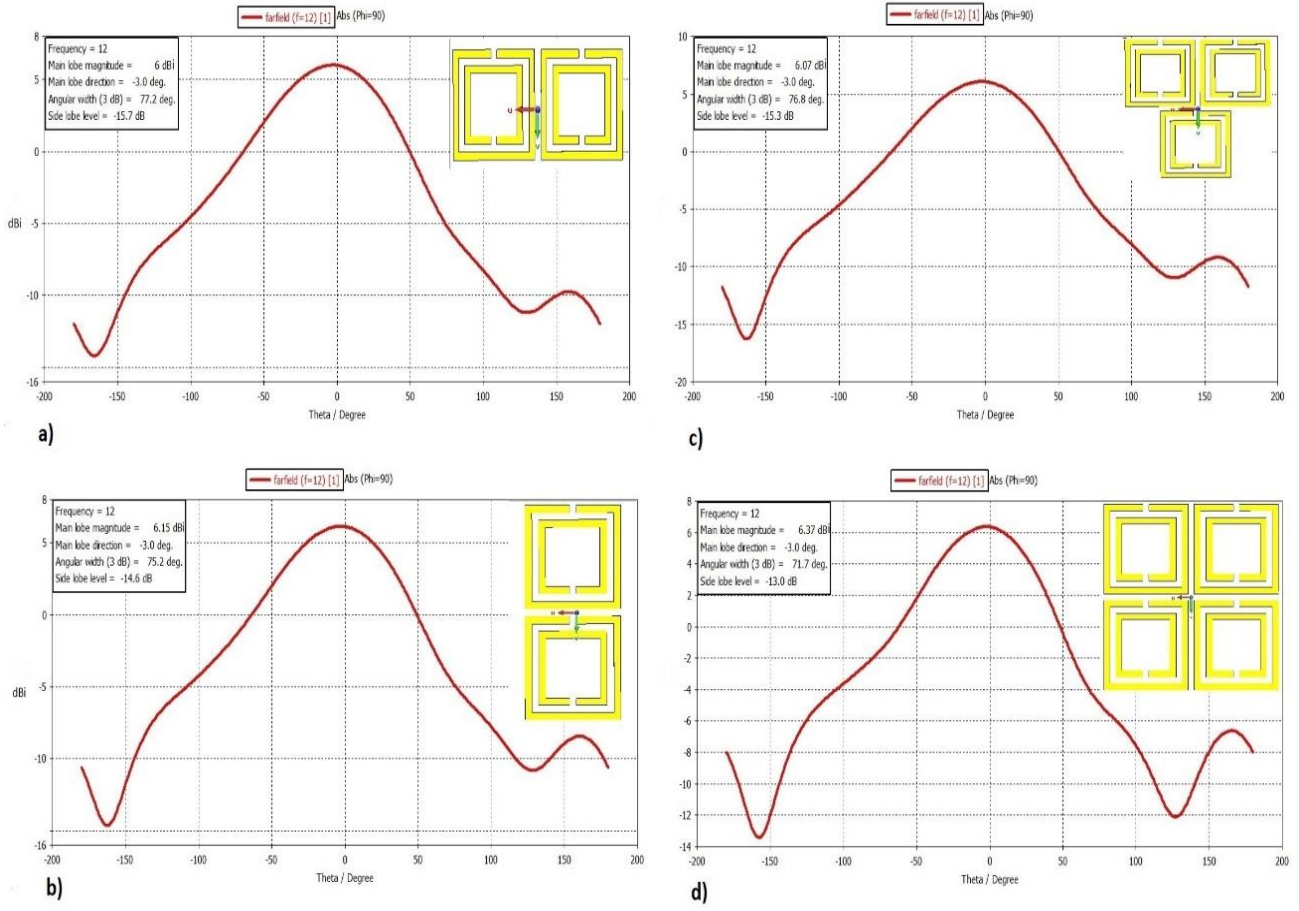 farfield (f=12) [1] Abs (Phi=90)
Frequency = 12
Main lobe magnitude = 6 dBi
Main lobe direction = -3.0 deg.
Angular width (3 dB) = 77.2 deg.
Side lobe level = -15.7 dB
8
5
0
-5
-10
-16
dBi
-200 -150 -100 -50 0 50 100 150 200
Theta / Degree
u
v
a)
farfield (f=12) [1] Abs (Phi=90)
Frequency = 12
Main lobe magnitude = 6.07 dBi
Main lobe direction = -3.0 deg.
Angular width (3 dB) = 76.8 deg.
Side lobe level = -15.3 dB
10
5
0
-5
-10
-15
-20
-200 -150 -100 -50 0 50 100 150 200
Theta / Degree
u
v
c)
farfield (f=12) [1] Abs (Phi=90)
Frequency = 12
Main lobe magnitude = 6.15 dBi
Main lobe direction = -3.0 deg.
Angular width (3 dB) = 75.2 deg.
Side lobe level = -14.6 dB
8
5
0
-5
-10
-16
dBi
-200 -150 -100 -50 0 50 100 150 200
Theta / Degree
u
b)
farfield (f=12) [1] Abs (Phi=90)
Frequency = 12
Main lobe magnitude = 6.37 dBi
Main lobe direction = -3.0 deg.
Angular width (3 dB) = 71.7 deg.
Side lobe level = -13.0 dB
8
6
4
2
0
-2
-4
-6
-8
-10
-12
-14
-200 -150 -100 -50 0 50 100 150 200
Theta / Degree
u
d)